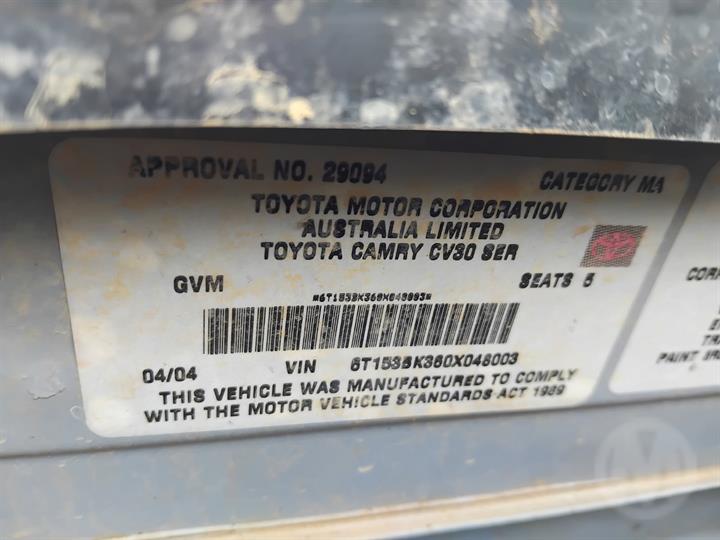 APPROVAL NO. 29094 CATEGORY MA
TOYOTA MOTOR CORPORATION
AUSTRALIA LIMITED
TOYOTA CAMRY CV30 SER
GVM SEATS 5
04/04 VIN
THIS VEHICLE WAS MANUFACTURED TO COMPLY
WITH THE MOTOR VEHICLE STANDARDS ACT 1989
PAINT